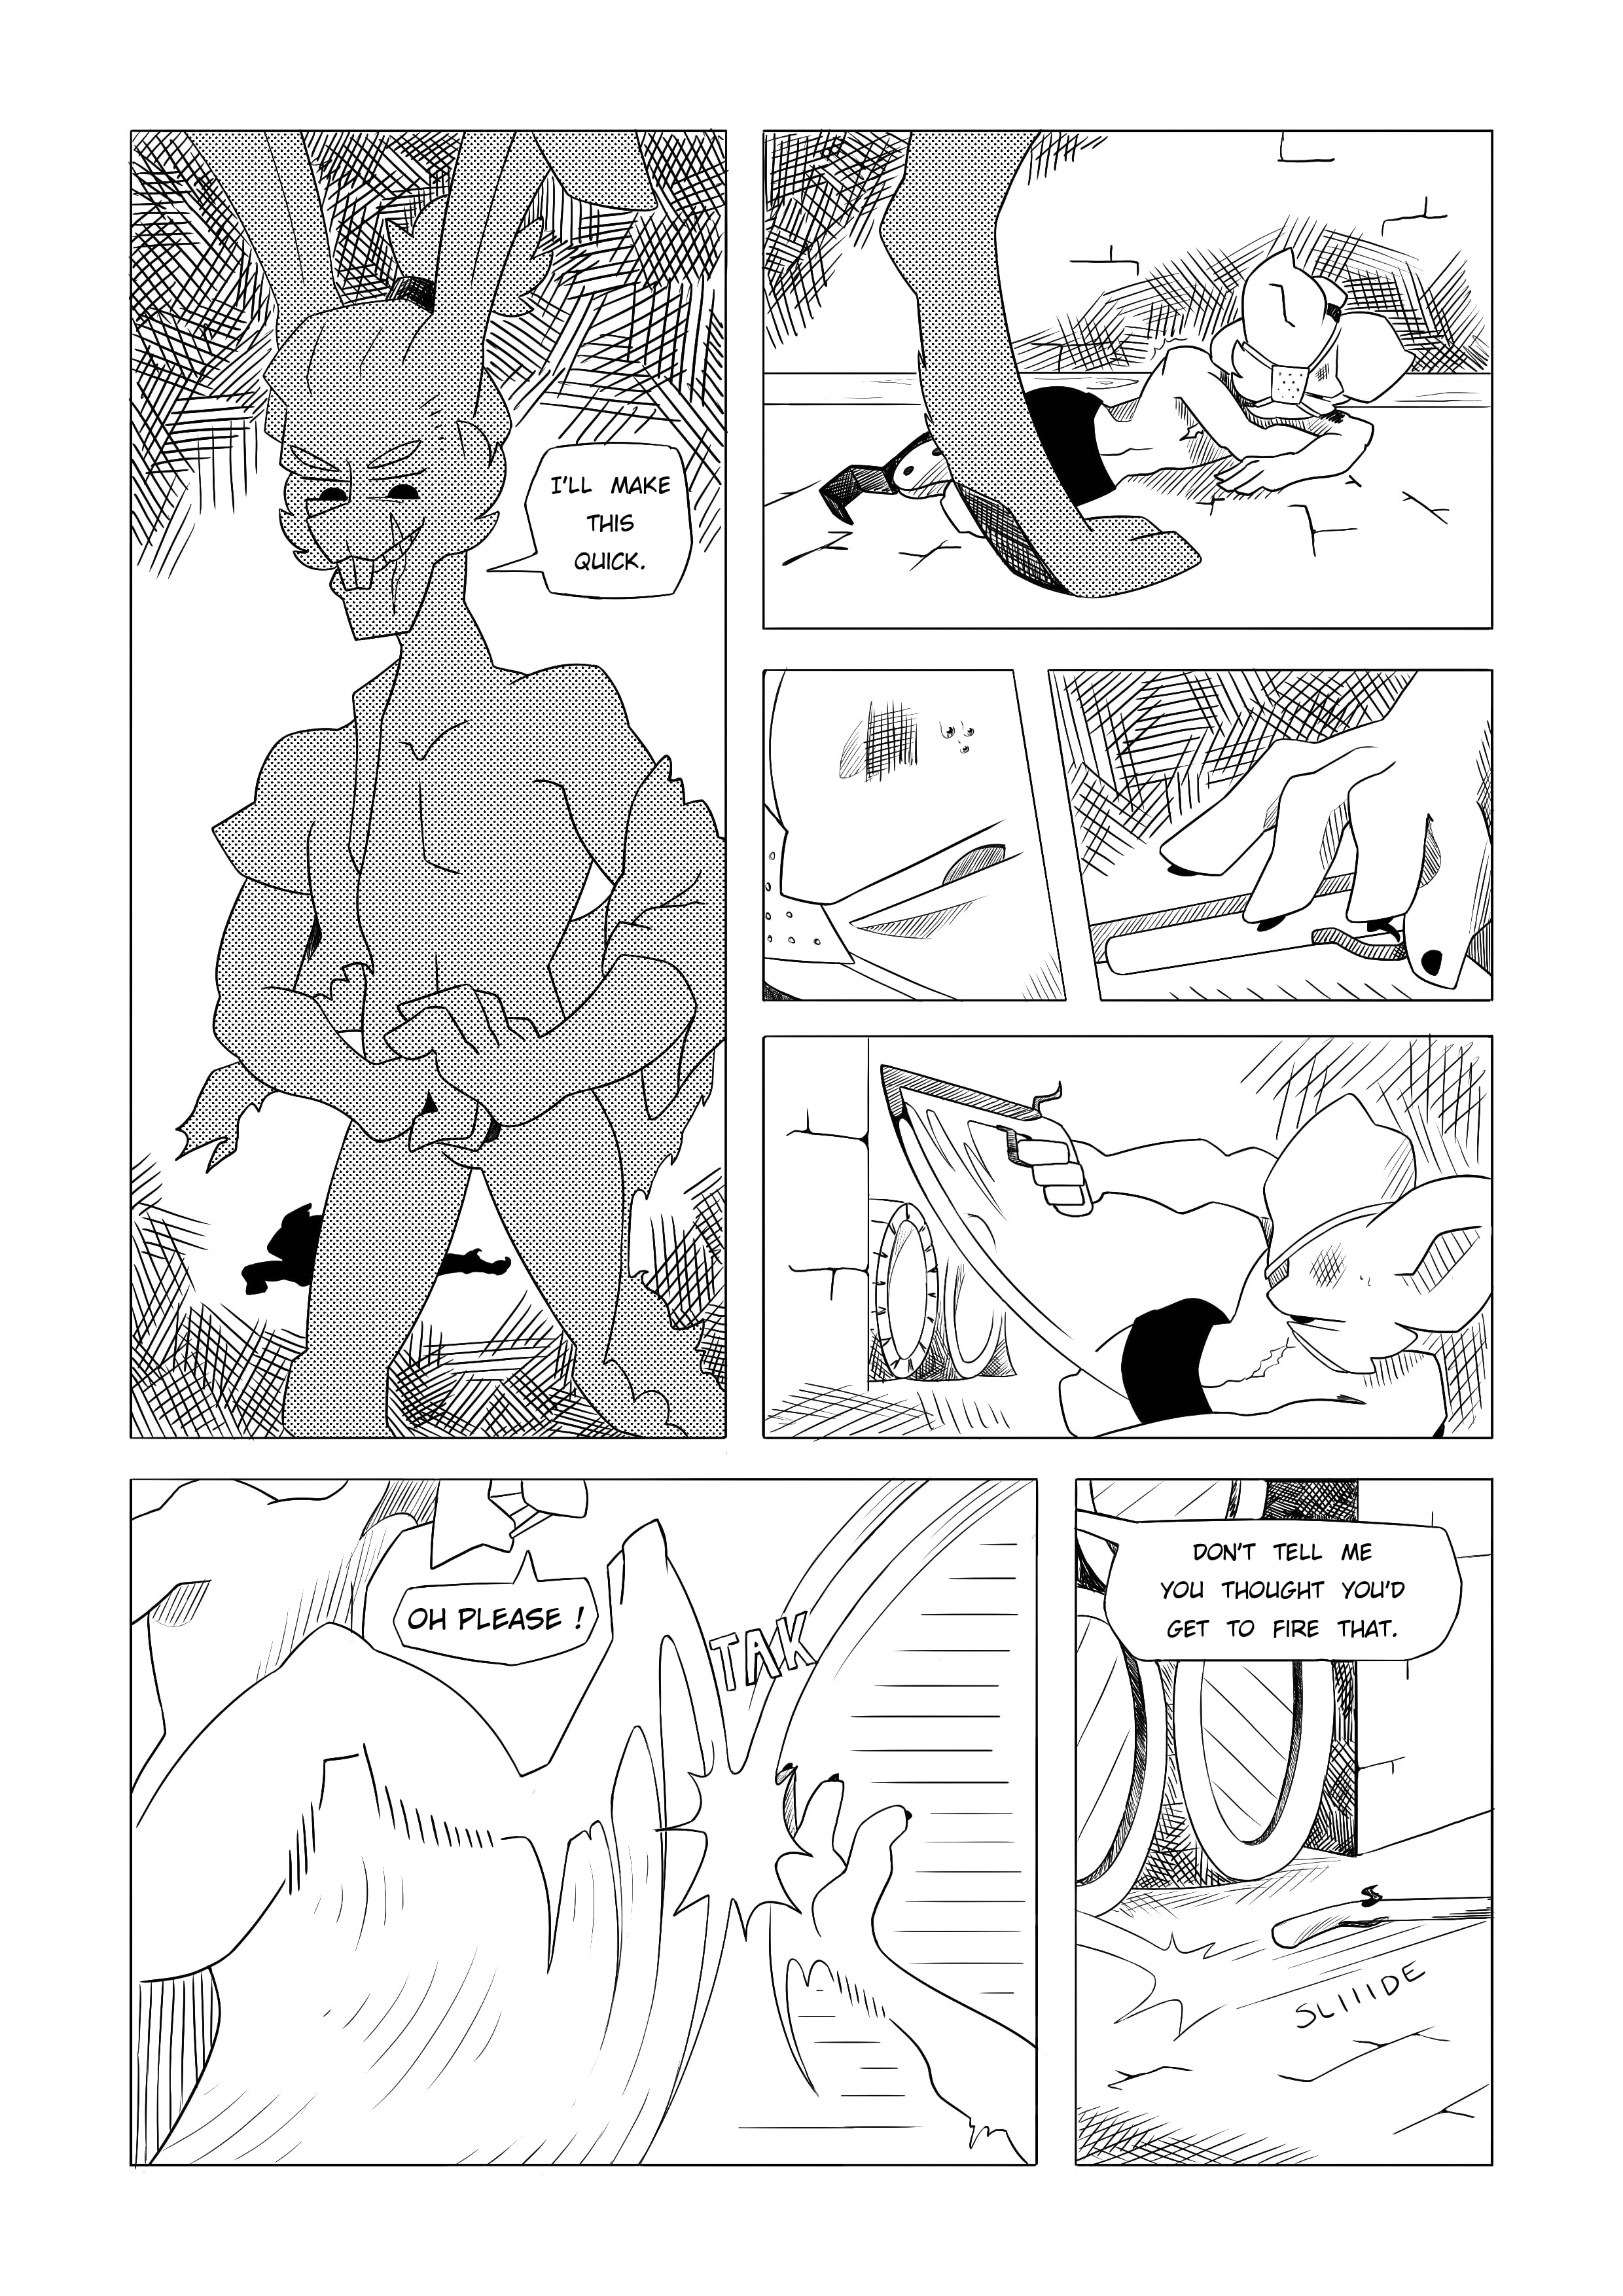 I'LL MAKE
THIS
QUICK.
OH PLEASE !
TAK
DON'T TELL ME
YOU THOUGHT YOU'D
GET TO FIRE THAT.
SLIIIDE